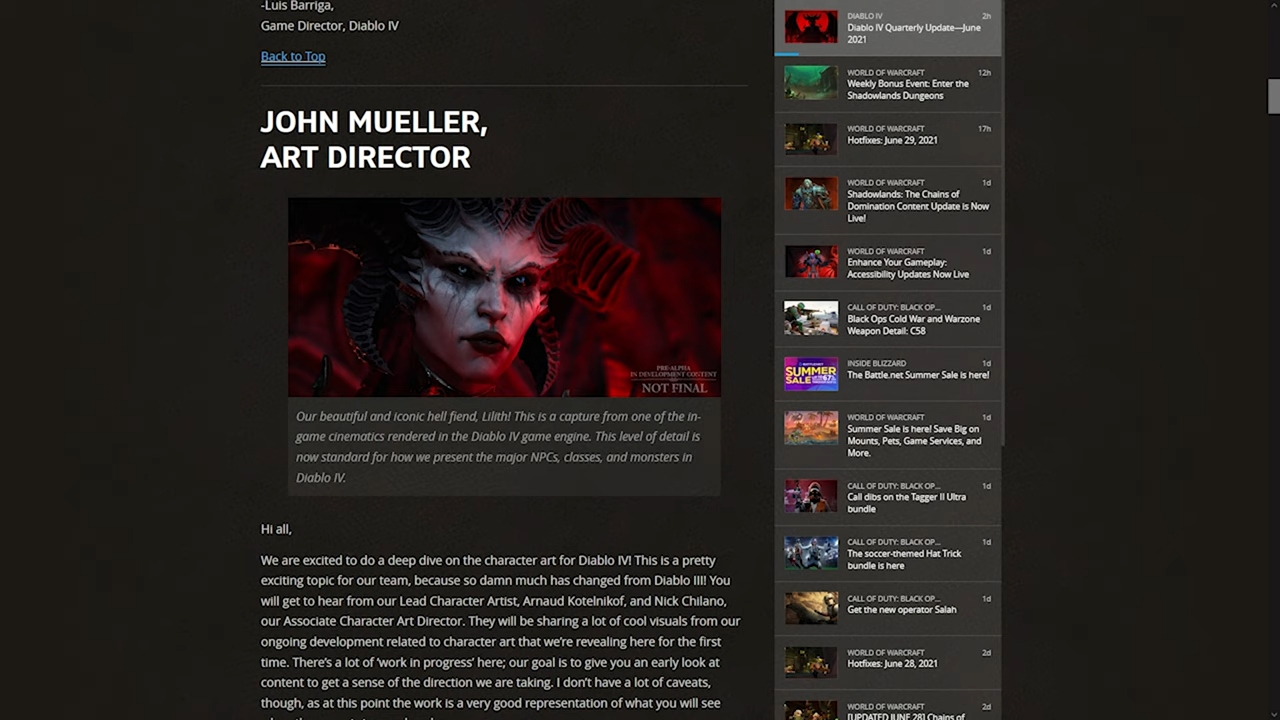 -Luis Barriga,
Game Director, Diablo IV
Back to Top
JOHN MUELLER,
ART DIRECTOR
PRE-ALPHA
IN DEVELOPMENT CONTENT
NOT FINAL
Our beautiful and iconic hell fiend, Lilith! This is a capture from one of the in-
game cinematics rendered in the Diablo IV game engine. This level of detail is
now standard for how we present the major NPCs, classes, and monsters in
Diablo IV.
Hi all,
We are excited to do a deep dive on the character art for Diablo IV! This is a pretty
exciting topic for our team, because so damn much has changed from Diablo III! You
will get to hear from our Lead Character Artist, Arnaud Kotelnikof, and Nick Chilano,
our Associate Character Art Director. They will be sharing a lot of cool visuals from our
ongoing development related to character art that we're revealing here for the first
time. There's a lot of 'work in progress' here; our goal is to give you an early look at
content to get a sense of the direction we are taking. I don't have a lot of caveats,
though, as at this point the work is a very good representation of what you will see
DIABLO IV 2h
Diablo IV Quarterly Update—June
2021
WORLD OF WARCRAFT 12h
Weekly Bonus Event: Enter the
Shadowlands Dungeons
WORLD OF WARCRAFT 17h
Hotfixes: June 29, 2021
WORLD OF WARCRAFT 1d
Shadowlands: The Chains of
Domination Content Update is Now
Live!
WORLD OF WARCRAFT 1d
Enhance Your Gameplay:
Accessibility Updates Now Live
CALL OF DUTY: BLACK OP... 1d
Black Ops Cold War and Warzone
Weapon Detail: C58
SUMMER
SALE
INSIDE BLIZZARD 1d
The Battle.net Summer Sale is here!
WORLD OF WARCRAFT 1d
Summer Sale is here! Save Big on
Mounts, Pets, Game Services, and
More.
CALL OF DUTY: BLACK OP... 1d
Call dibs on the Tagger II Ultra
bundle
CALL OF DUTY: BLACK OP... 1d
The soccer-themed Hat Trick
bundle is here
CALL OF DUTY: BLACK OP... 1d
Get the new operator Salah
WORLD OF WARCRAFT 2d
Hotfixes: June 28, 2021
WORLD OF WARCRAFT 2d
[UPDATED JUNE 28] Chains of